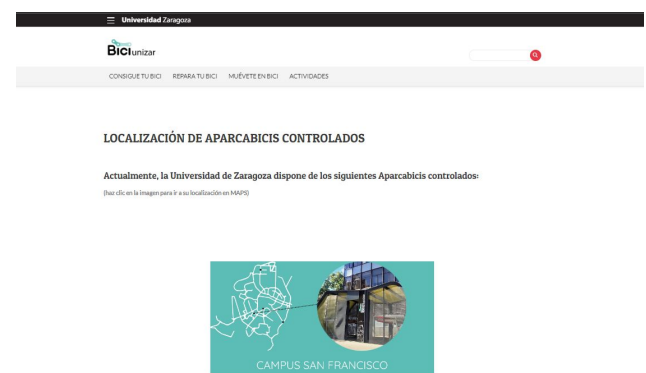 Universidad Zaragoza
BICI unizar
CONSIGUE TU BICI REPARA TU BICI MUÉVETE EN BICI ACTIVIDADES
LOCALIZACIÓN DE APARCABICIS CONTROLADOS
Actualmente, la Universidad de Zaragoza dispone de los siguientes Aparcabicis controlados:
(haz clic en la imagen para ir a su localización en MAPS)
CAMPUS SAN FRANCISCO